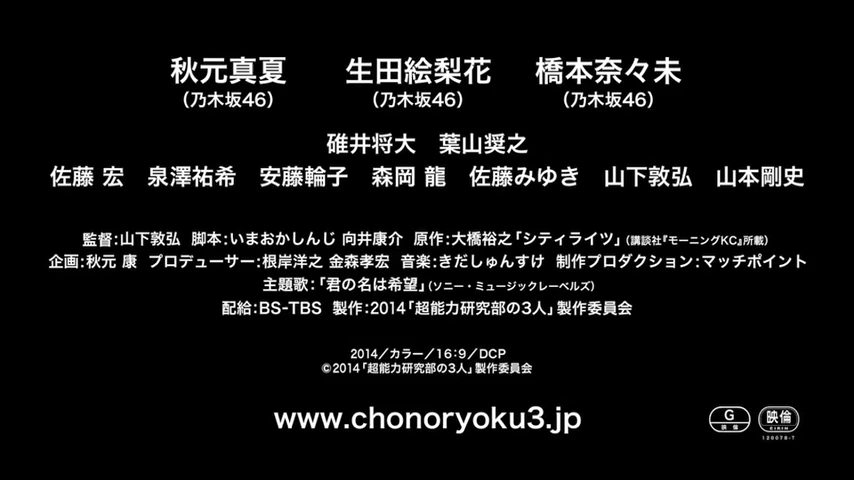 秋元真夏　生田絵梨花　橋本奈々未
（乃木坂46）　（乃木坂46）　（乃木坂46）
碓井将大　葉山奨之
佐藤 宏　泉澤祐希　安藤輪子　森岡 龍　佐藤みゆき　山下敦弘　山本剛史
監督：山下敦弘　脚本：いまおかしんじ 向井康介　原作：大橋裕之「シティライツ」（講談社『モーニングKC』所載）
企画：秋元 康　プロデューサー：根岸洋之 金森孝宏　音楽：きだしゅんすけ　制作プロダクション：マッチポイント
主題歌：「君の名は希望」（ソニー・ミュージックレーベルズ）
配給：BS-TBS　製作：2014「超能力研究部の3人」製作委員会
2014／カラー／16：9／DCP
©2014「超能力研究部の3人」製作委員会
www.chonoryoku3.jp
G
映倫
映倫
EIRIN
120078-T